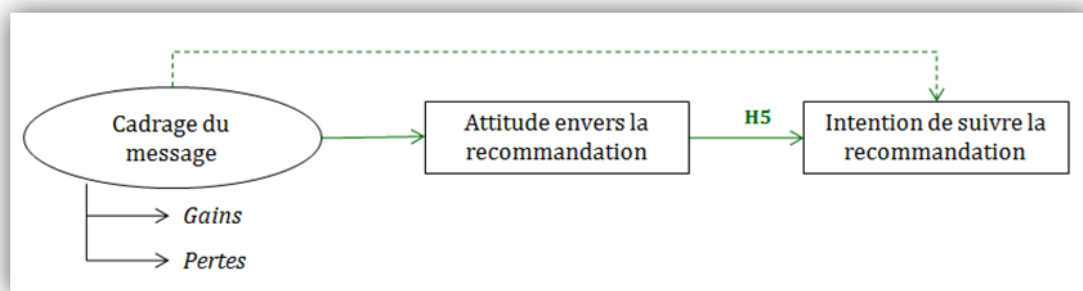 Cadrage du
message
Attitude envers la
recommandation
H5
Intention de suivre la
recommandation
Gains
Pertes